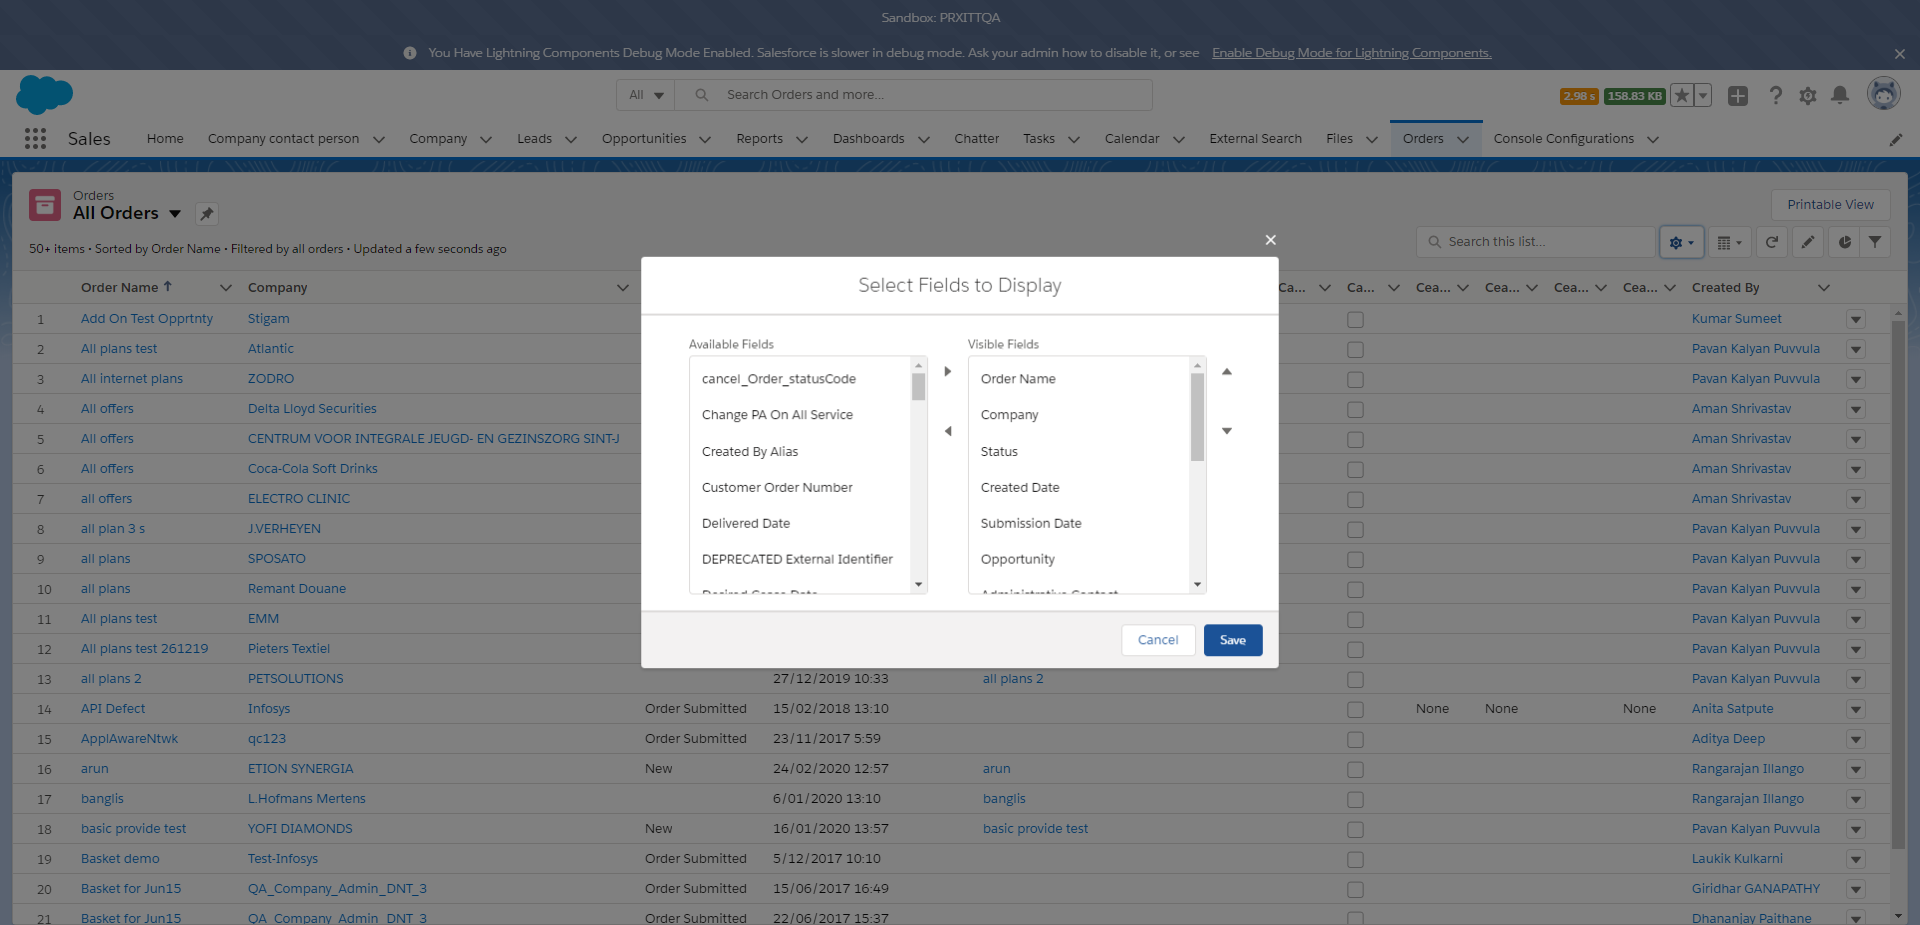 Sandbox: PRXITTQA
You Have Lightning Components Debug Mode Enabled. Salesforce is slower in debug mode. Ask your admin how to disable it, or see Enable Debug Mode for Lightning Components.
All Search Orders and more... 2.98 s 158.83 KB
Sales Home Company contact person Company Leads Opportunities Reports Dashboards Chatter Tasks Calendar External Search Files Orders Console Configurations
Orders
All Orders
Printable View
50+ items • Sorted by Order Name • Filtered by all orders • Updated a few seconds ago
Search this list...
Order Name Company Ca... Ca... Cea... Cea... Cea... Cea... Created By
1 Add On Test Opprtnty Stigam Kumar Sumeet
2 All plans test Atlantic Pavan Kalyan Puvvula
3 All internet plans ZODRO Pavan Kalyan Puvvula
4 All offers Delta Lloyd Securities Aman Shrivastav
5 All offers CENTRUM VOOR INTEGRALE JEUGD- EN GEZINSZORG SINT-J Aman Shrivastav
6 All offers Coca-Cola Soft Drinks Aman Shrivastav
7 all offers ELECTRO CLINIC Aman Shrivastav
8 all plan 3 s J.VERHEYEN Pavan Kalyan Puvvula
9 all plans SPOSATO Pavan Kalyan Puvvula
10 all plans Remant Douane Pavan Kalyan Puvvula
11 All plans test EMM Pavan Kalyan Puvvula
12 All plans test 261219 Pieters Textiel Pavan Kalyan Puvvula
13 all plans 2 PETSOLUTIONS 27/12/2019 10:33 all plans 2 Pavan Kalyan Puvvula
14 API Defect Infosys Order Submitted 15/02/2018 13:10 None None None Anita Satpute
15 ApplAwareNtwk qc123 Order Submitted 23/11/2017 5:59 Aditya Deep
16 arun ETION SYNERGIA New 24/02/2020 12:57 arun Rangarajan Illango
17 banglis L.Hofmans Mertens 6/01/2020 13:10 banglis Rangarajan Illango
18 basic provide test YOFI DIAMONDS New 16/01/2020 13:57 basic provide test Pavan Kalyan Puvvula
19 Basket demo Test-Infosys Order Submitted 5/12/2017 10:10 Laukik Kulkarni
20 Basket for Jun15 QA_Company_Admin_DNT_3 Order Submitted 15/06/2017 16:49 Giridhar GANAPATHY
21 Basket for Jun15 QA_Company_Admin_DNT_3 Order Submitted 22/06/2017 15:37 Dhananjay Paithane
Select Fields to Display
Available Fields
cancel_Order_statusCode
Change PA On All Service
Created By Alias
Customer Order Number
Delivered Date
DEPRECATED External Identifier
Desired Cease Date
Visible Fields
Order Name
Company
Status
Created Date
Submission Date
Opportunity
Administrative Contact
Cancel Save